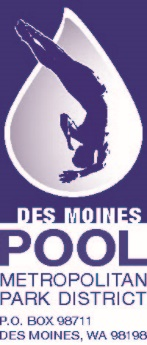 DES MOINES
POOL
METROPOLITAN
PARK DISTRICT
P.O. BOX 98711
DES MOINES, WA 98198